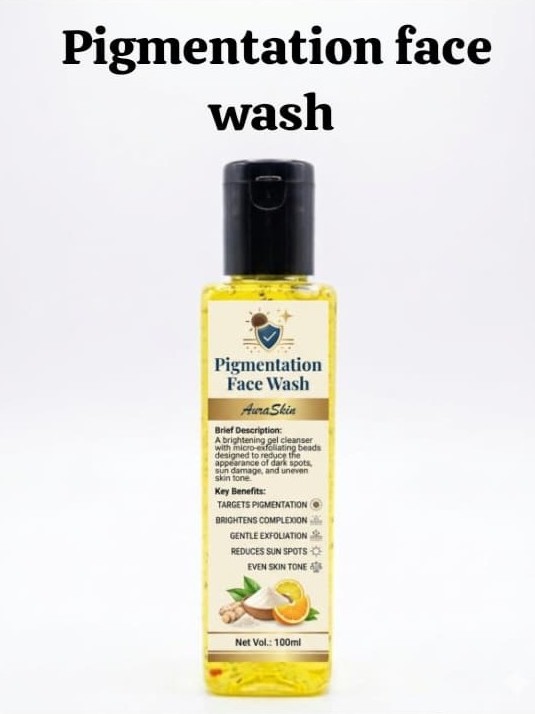 Pigmentation face
wash
Pigmentation
Face Wash
AuraSkin
Brief Description:
A brightening gel cleanser
with micro-exfoliating beads
designed to reduce the
appearance of dark spots,
sun damage, and uneven
skin tone.
Key Benefits:
TARGETS PIGMENTATION
BRIGHTENS COMPLEXION
GENTLE EXFOLIATION
REDUCES SUN SPOTS
EVEN SKIN TONE
Net Vol.: 100ml